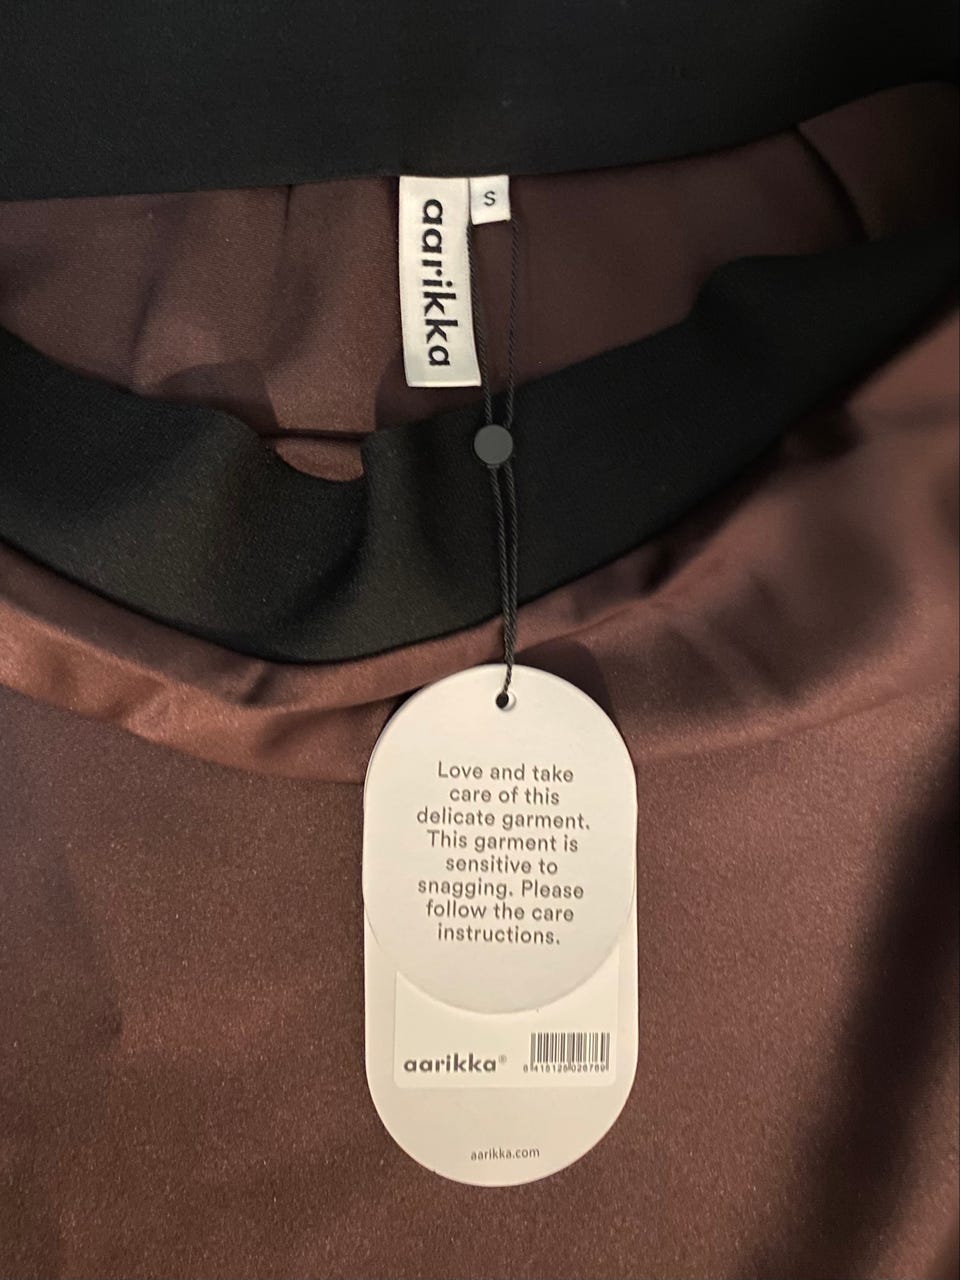 aarikka
S
Love and take
care of this
delicate garment.
This garment is
sensitive to
snagging. Please
follow the care
instructions.
aarikka®
aarikka.com